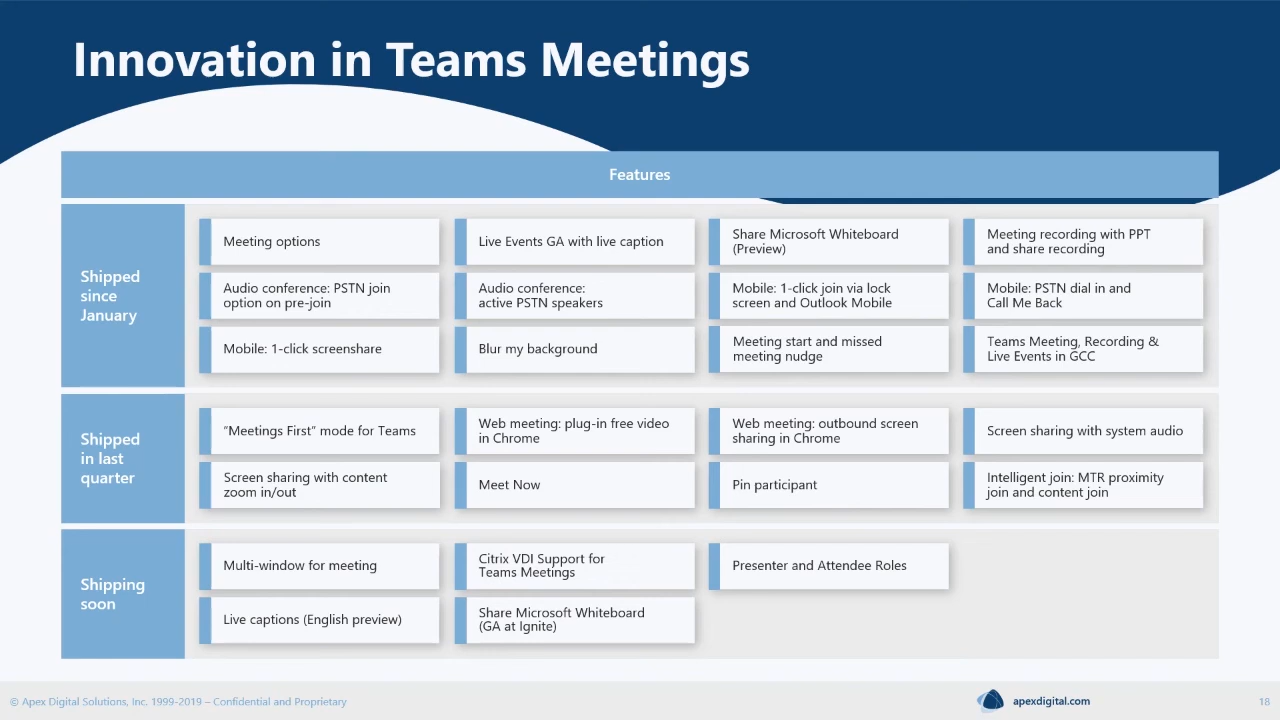 Innovation in Teams Meetings
Features
Shipped
since
January
Meeting options
Live Events GA with live caption
Share Microsoft Whiteboard
(Preview)
Meeting recording with PPT
and share recording
Audio conference: PSTN join
option on pre-join
Audio conference:
active PSTN speakers
Mobile: 1-click join via lock
screen and Outlook Mobile
Mobile: PSTN dial in and
Call Me Back
Mobile: 1-click screenshare
Blur my background
Meeting start and missed
meeting nudge
Teams Meeting, Recording &
Live Events in GCC
Shipped
in last
quarter
“Meetings First” mode for Teams
Web meeting: plug-in free video
in Chrome
Web meeting: outbound screen
sharing in Chrome
Screen sharing with system audio
Screen sharing with content
zoom in/out
Meet Now
Pin participant
Intelligent join: MTR proximity
join and content join
Shipping
soon
Multi-window for meeting
Citrix VDI Support for
Teams Meetings
Presenter and Attendee Roles
Live captions (English preview)
Share Microsoft Whiteboard
(GA at Ignite)
© Apex Digital Solutions, Inc. 1999-2019 – Confidential and Proprietary
apexdigital.com
18